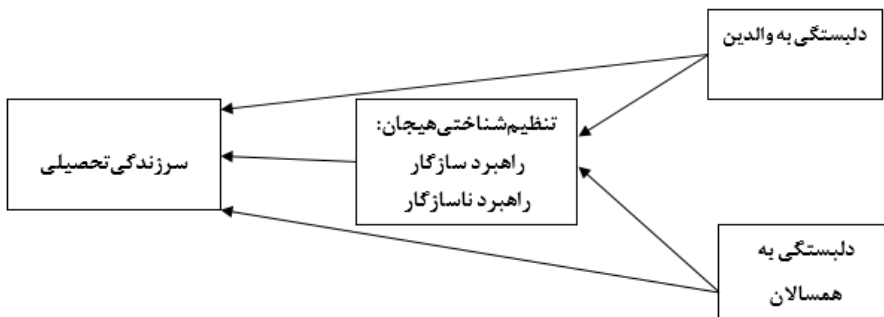 دلبستگی به والدین
تنظیم‌شناختی‌هیجان:
راهبرد سازگار
راهبرد ناسازگار
سرزندگی‌تحصیلی
دلبستگی به
همسالان